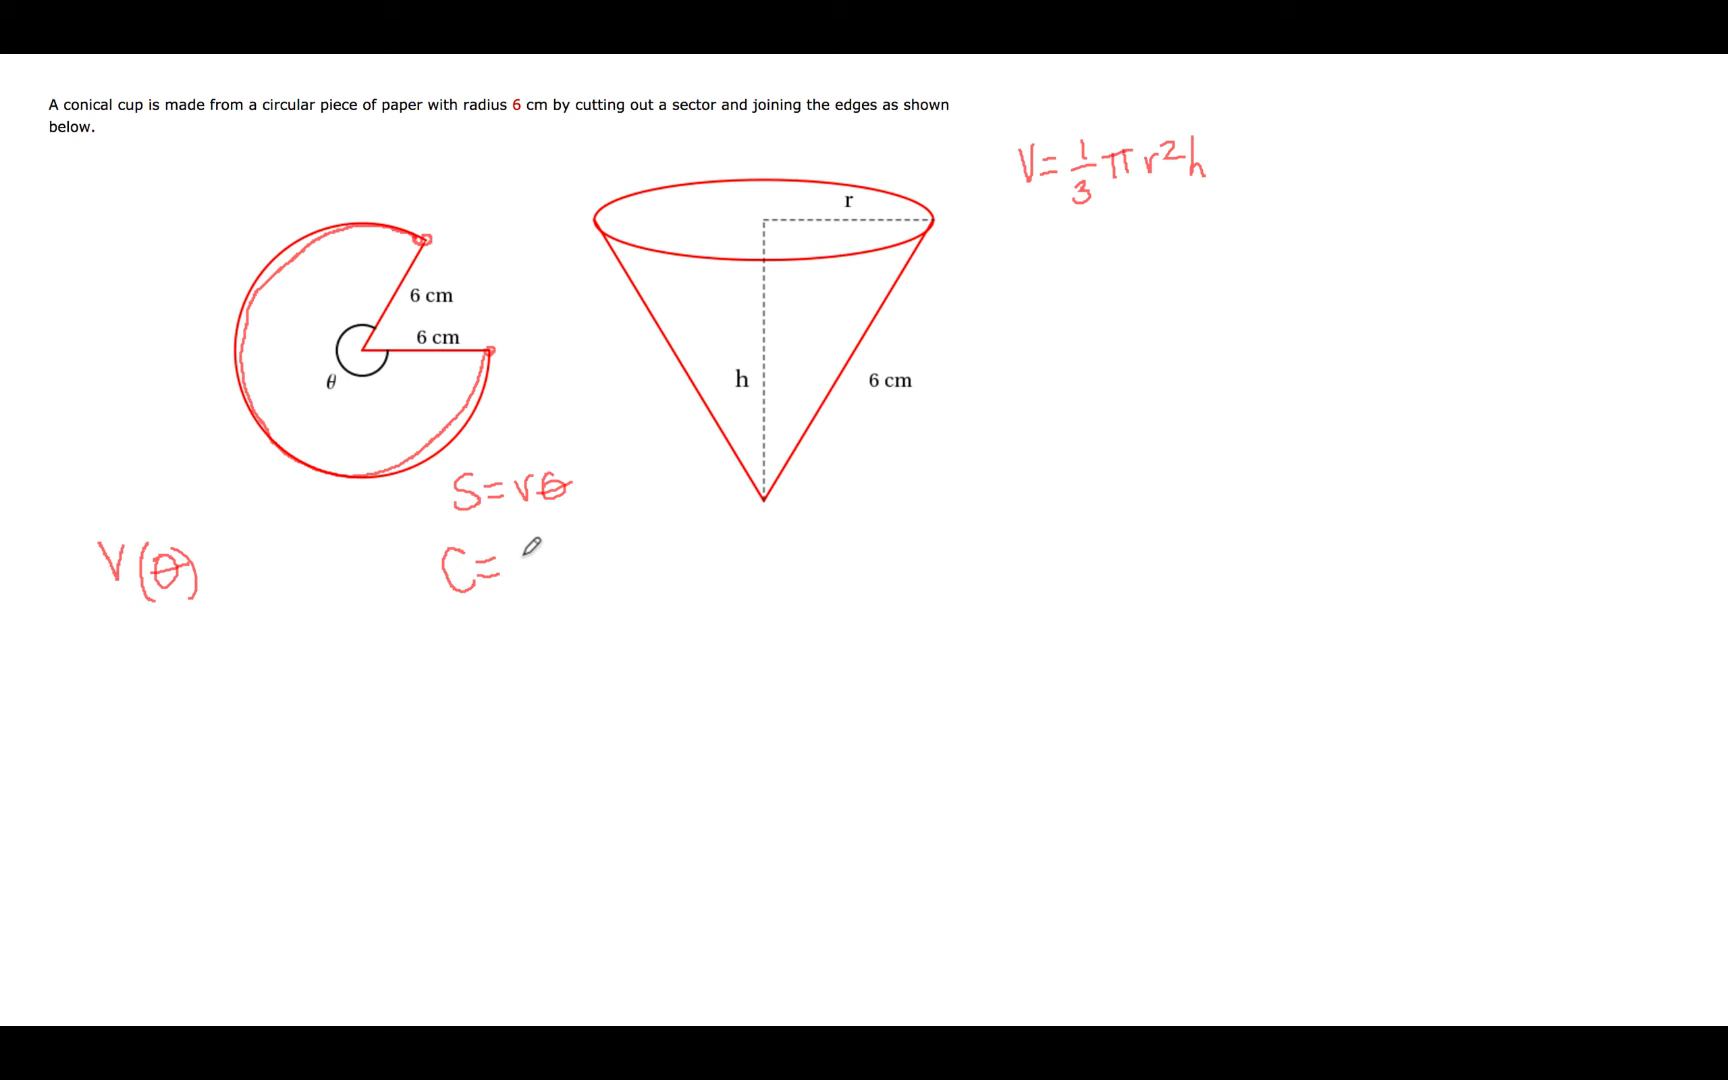 A conical cup is made from a circular piece of paper with radius 6 cm by cutting out a sector and joining the edges as shown
below.
V=1/3 π r²h
r
6 cm
6 cm
θ
h
6 cm
S=rθ
V(θ)
C=